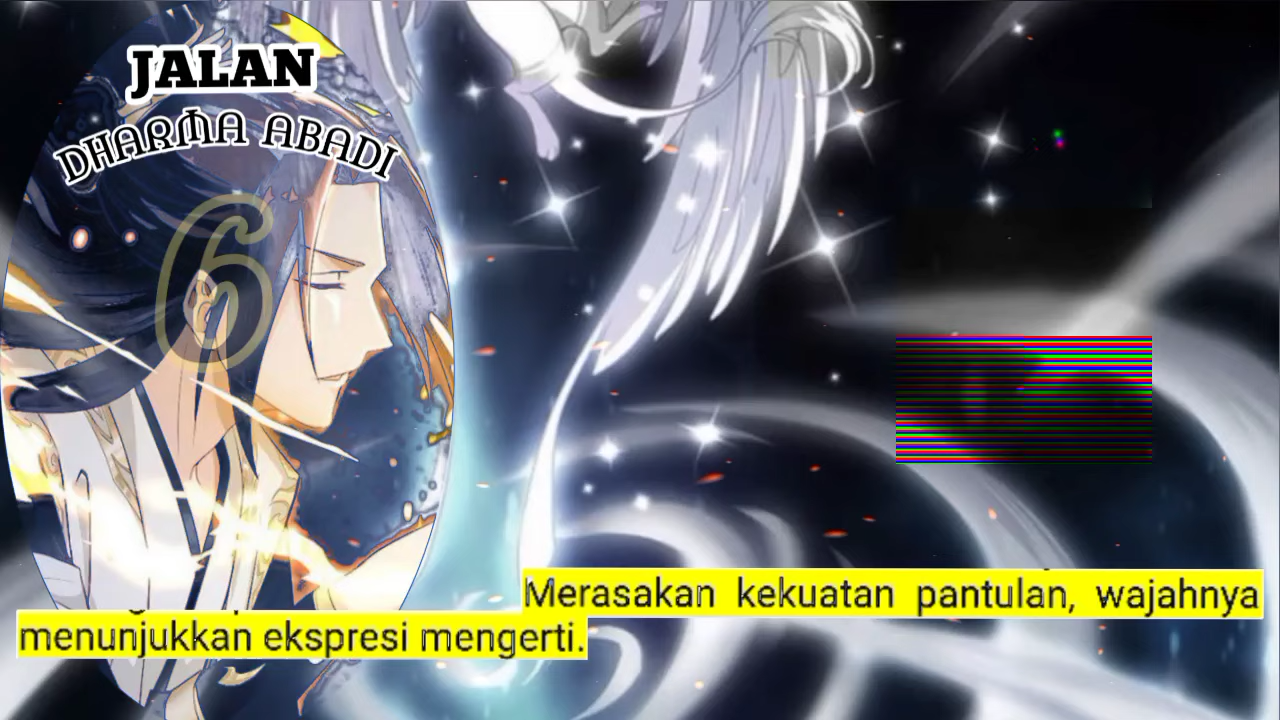 JALAN
DHARMA ABADI
6
Merasakan kekuatan pantulan, wajahnya
menunjukkan ekspresi mengerti.